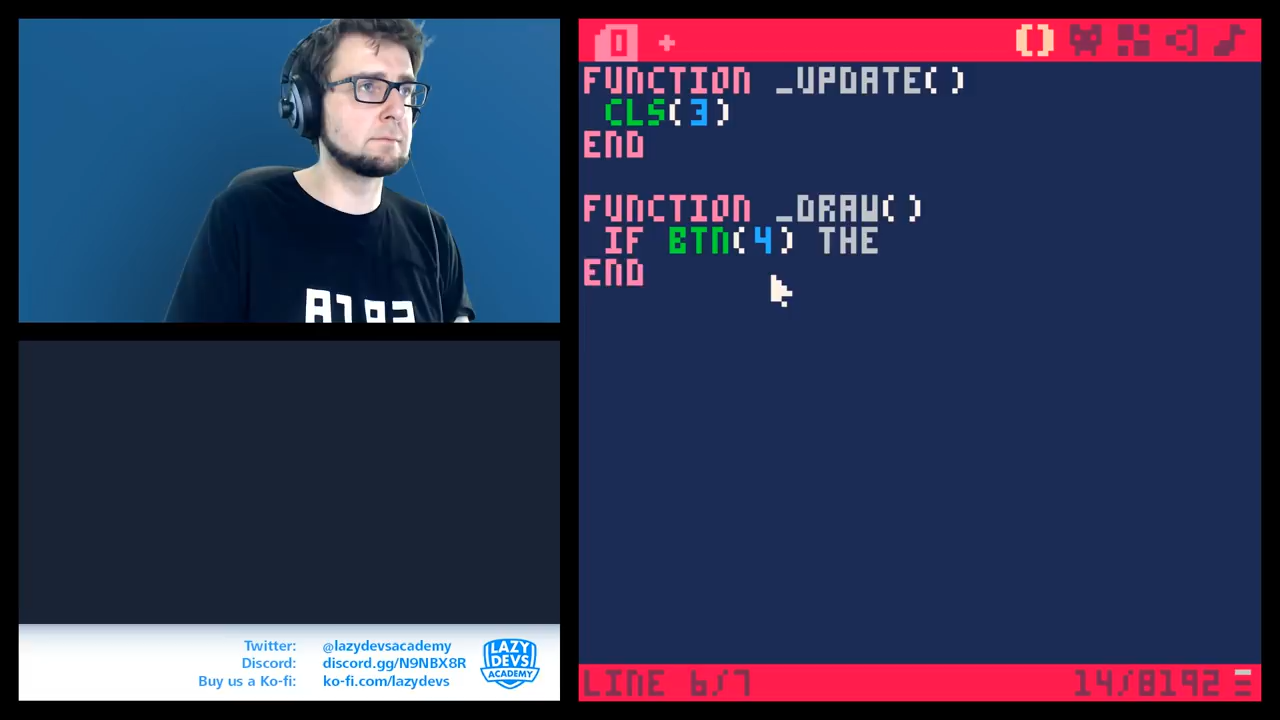 0 +
FUNCTION _UPDATE()
CLS(3)
END
FUNCTION _DRAW()
IF BTN(4) THE
END
LINE 6/7
14/8192
Twitter: @lazydevsacademy
Discord: discord.gg/N9NBX8R
Buy us a Ko-fi: ko-fi.com/lazydevs
LAZY
DEVS
ACADEMY